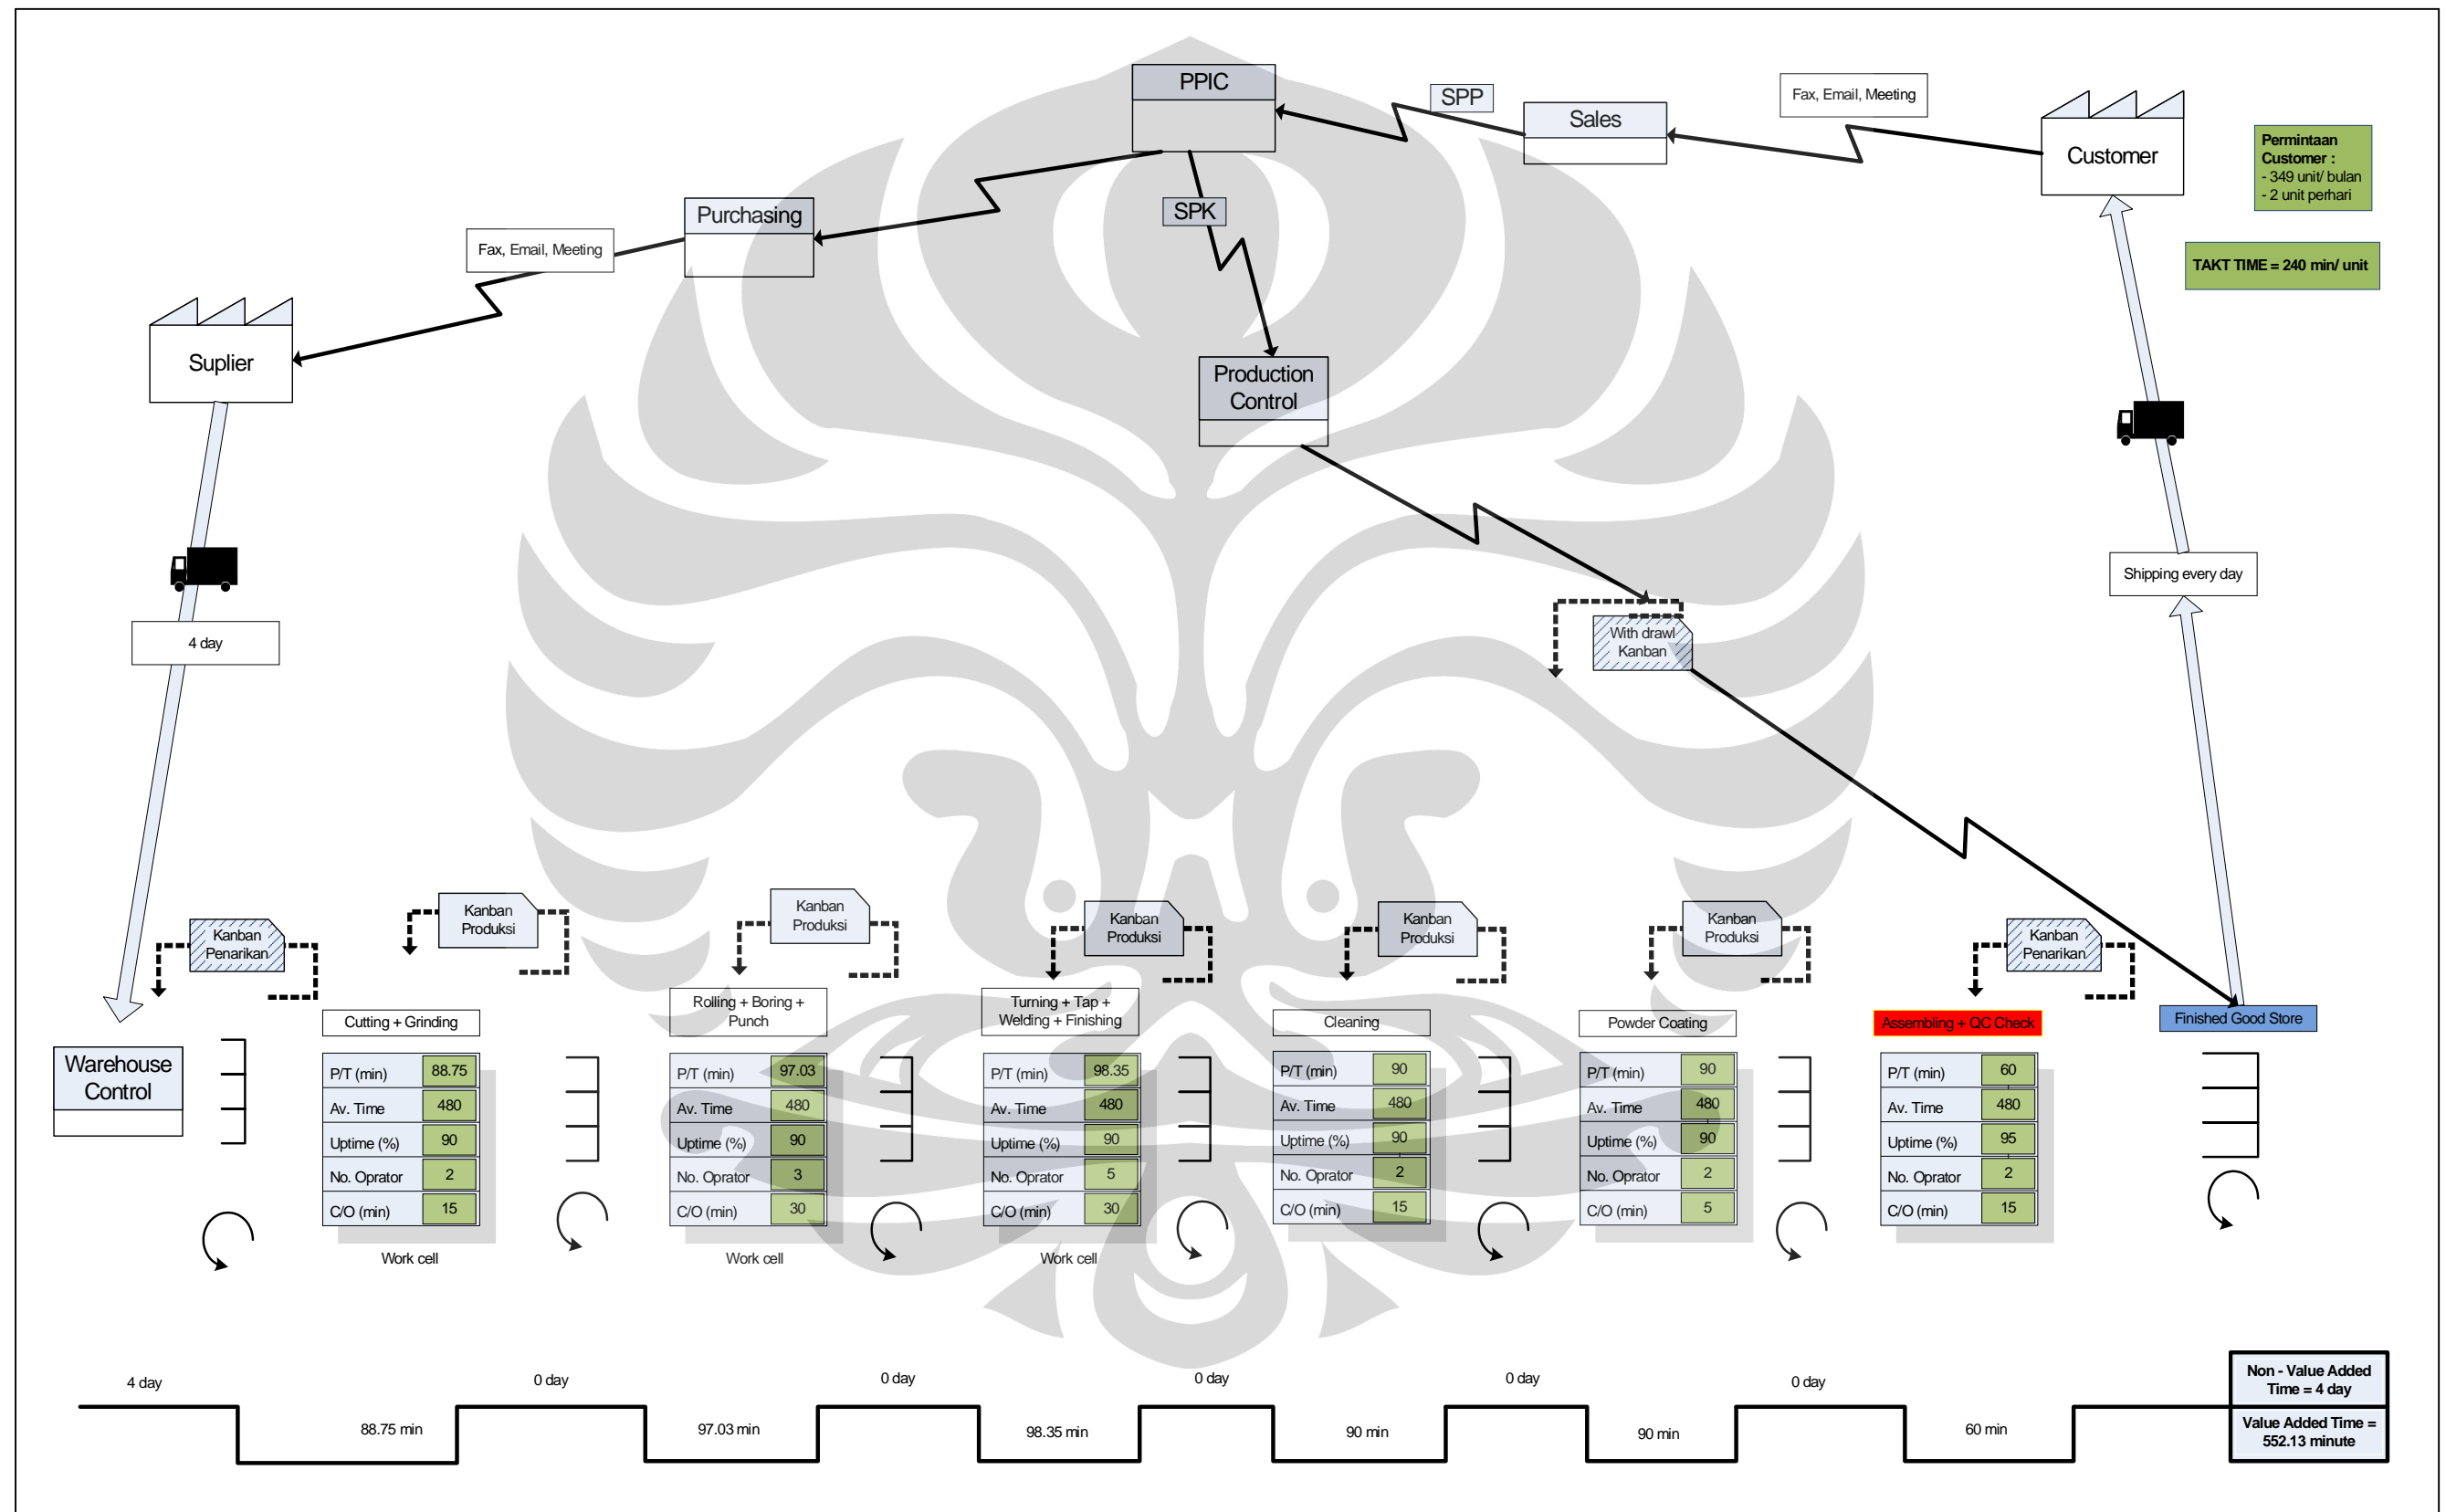 PPIC
SPP
Sales
Fax, Email, Meeting
Customer
Permintaan
Customer :
- 349 unit/ bulan
- 2 unit perhari
TAKT TIME = 240 min/ unit
Purchasing
SPK
Fax, Email, Meeting
Suplier
Production
Control
4 day
Shipping every day
With drawl
Kanban
Kanban
Penarikan
Kanban
Produksi
Kanban
Produksi
Kanban
Produksi
Kanban
Produksi
Kanban
Produksi
Kanban
Penarikan
Warehouse
Control
Cutting + Grinding
P/T (min) 88.75
Av. Time 480
Uptime (%) 90
No. Oprator 2
C/O (min) 15
Work cell
Rolling + Boring +
Punch
P/T (min) 97.03
Av. Time 480
Uptime (%) 90
No. Oprator 3
C/O (min) 30
Work cell
Turning + Tap +
Welding + Finishing
P/T (min) 98.35
Av. Time 480
Uptime (%) 90
No. Oprator 5
C/O (min) 30
Work cell
Cleaning
P/T (min) 90
Av. Time 480
Uptime (%) 90
No. Oprator 2
C/O (min) 15
Powder Coating
P/T (min) 90
Av. Time 480
Uptime (%) 90
No. Oprator 2
C/O (min) 5
Assembling + QC Check
P/T (min) 60
Av. Time 480
Uptime (%) 95
No. Oprator 2
C/O (min) 15
Finished Good Store
4 day
0 day
0 day
0 day
0 day
0 day
88.75 min
97.03 min
98.35 min
90 min
90 min
60 min
Non - Value Added
Time = 4 day
Value Added Time =
552.13 minute